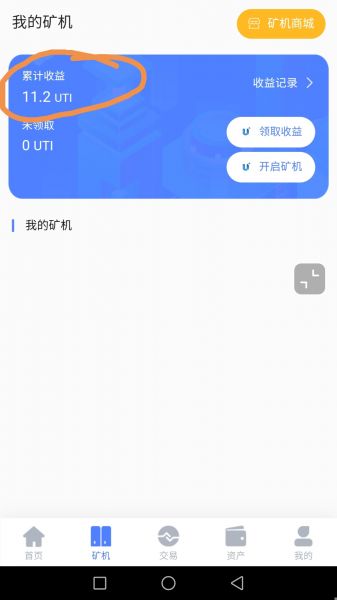 我的矿机
矿机商城
累计收益
11.2 UTI
收益记录
未领取
0 UTI
领取收益
开启矿机
我的矿机
首页
矿机
交易
资产
我的